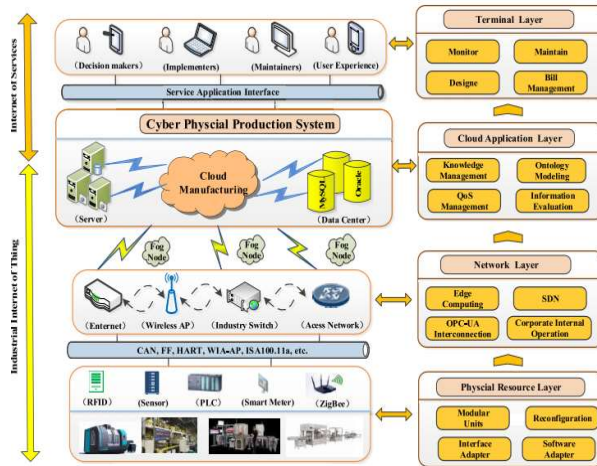 Internet of Services
Industrial Internet of Thing
(Decision makers)
(Implementers)
(Maintainers)
(User Experience)
Service Application Interface
Cyber Physcial Production System
Cloud
Manufacturing
(Server)
MySQL
Oracle
(Data Center)
Fog
Node
Fog
Node
Fog
Node
(Enternet)
(Wireless AP)
(Industry Switch)
(Acess Network)
CAN, FF, HART, WIA-AP, ISA100.11a, etc.
(RFID)
(Sensor)
(PLC)
(Smart Meter)
(ZigBee)
Terminal Layer
Monitor
Maintain
Designe
Bill
Management
Cloud Application Layer
Knowledge
Management
Ontology
Modeling
QoS
Management
Information
Evaluation
Network Layer
Edge
Computing
SDN
OPC-UA
Interconnection
Corporate Internal
Operation
Physcial Resource Layer
Modular
Units
Reconfiguration
Interface
Adapter
Software
Adapter